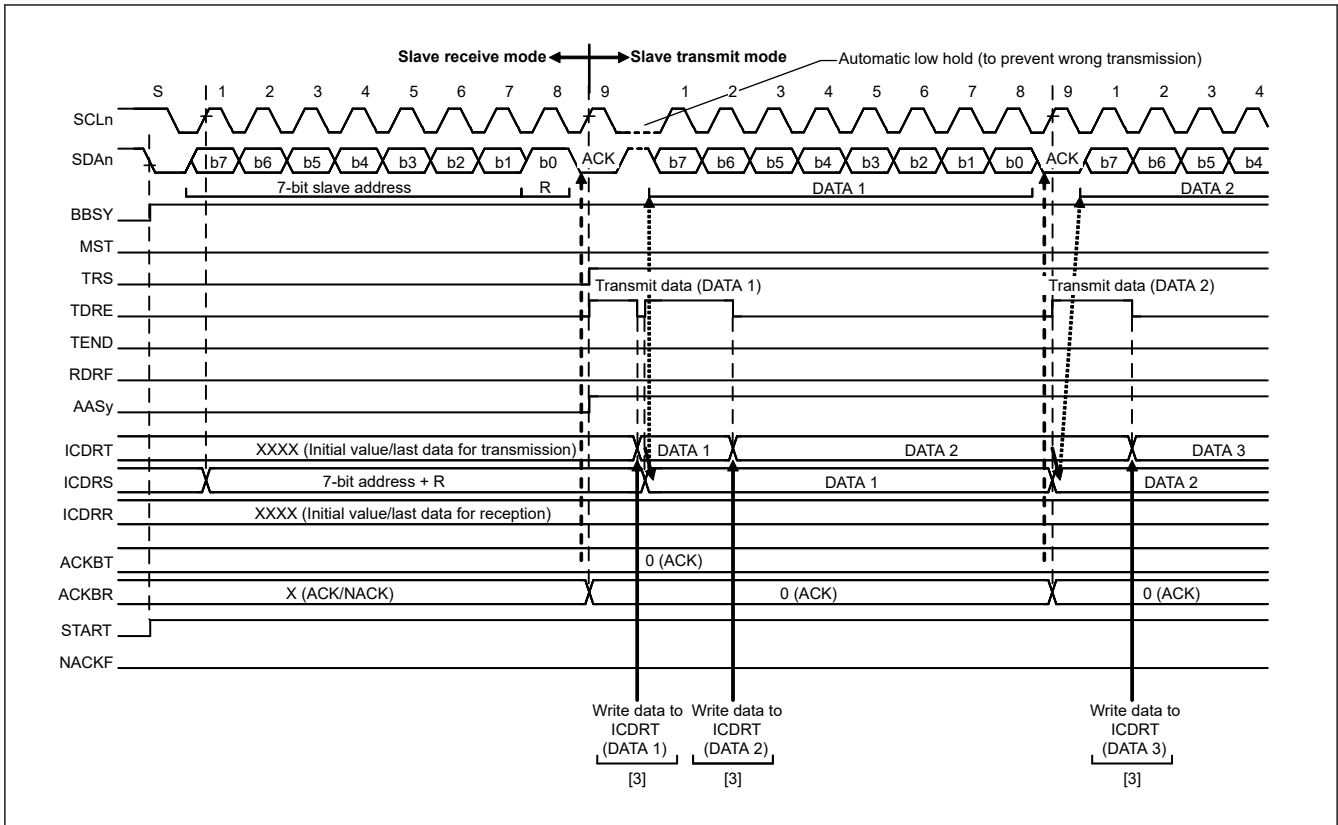 Slave receive mode Slave transmit mode Automatic low hold (to prevent wrong transmission)
S 1 2 3 4 5 6 7 8 9 1 2 3 4 5 6 7 8 9 1 2 3 4
SCLn
SDAn b7 b6 b5 b4 b3 b2 b1 b0 ACK b7 b6 b5 b4 b3 b2 b1 b0 ACK b7 b6 b5 b4
7-bit slave address R DATA 1 DATA 2
BBSY
MST
TRS
Transmit data (DATA 1) Transmit data (DATA 2)
TDRE
TEND
RDRF
AASy
ICDRT XXXX (Initial value/last data for transmission) DATA 1 DATA 2 DATA 3
ICDRS 7-bit address + R DATA 1 DATA 2
ICDRR XXXX (Initial value/last data for reception)
ACKBT 0 (ACK)
ACKBR X (ACK/NACK) 0 (ACK) 0 (ACK)
START
NACKF
Write data to Write data to Write data to
ICDRT ICDRT ICDRT
(DATA 1) (DATA 2) (DATA 3)
[3] [3] [3]